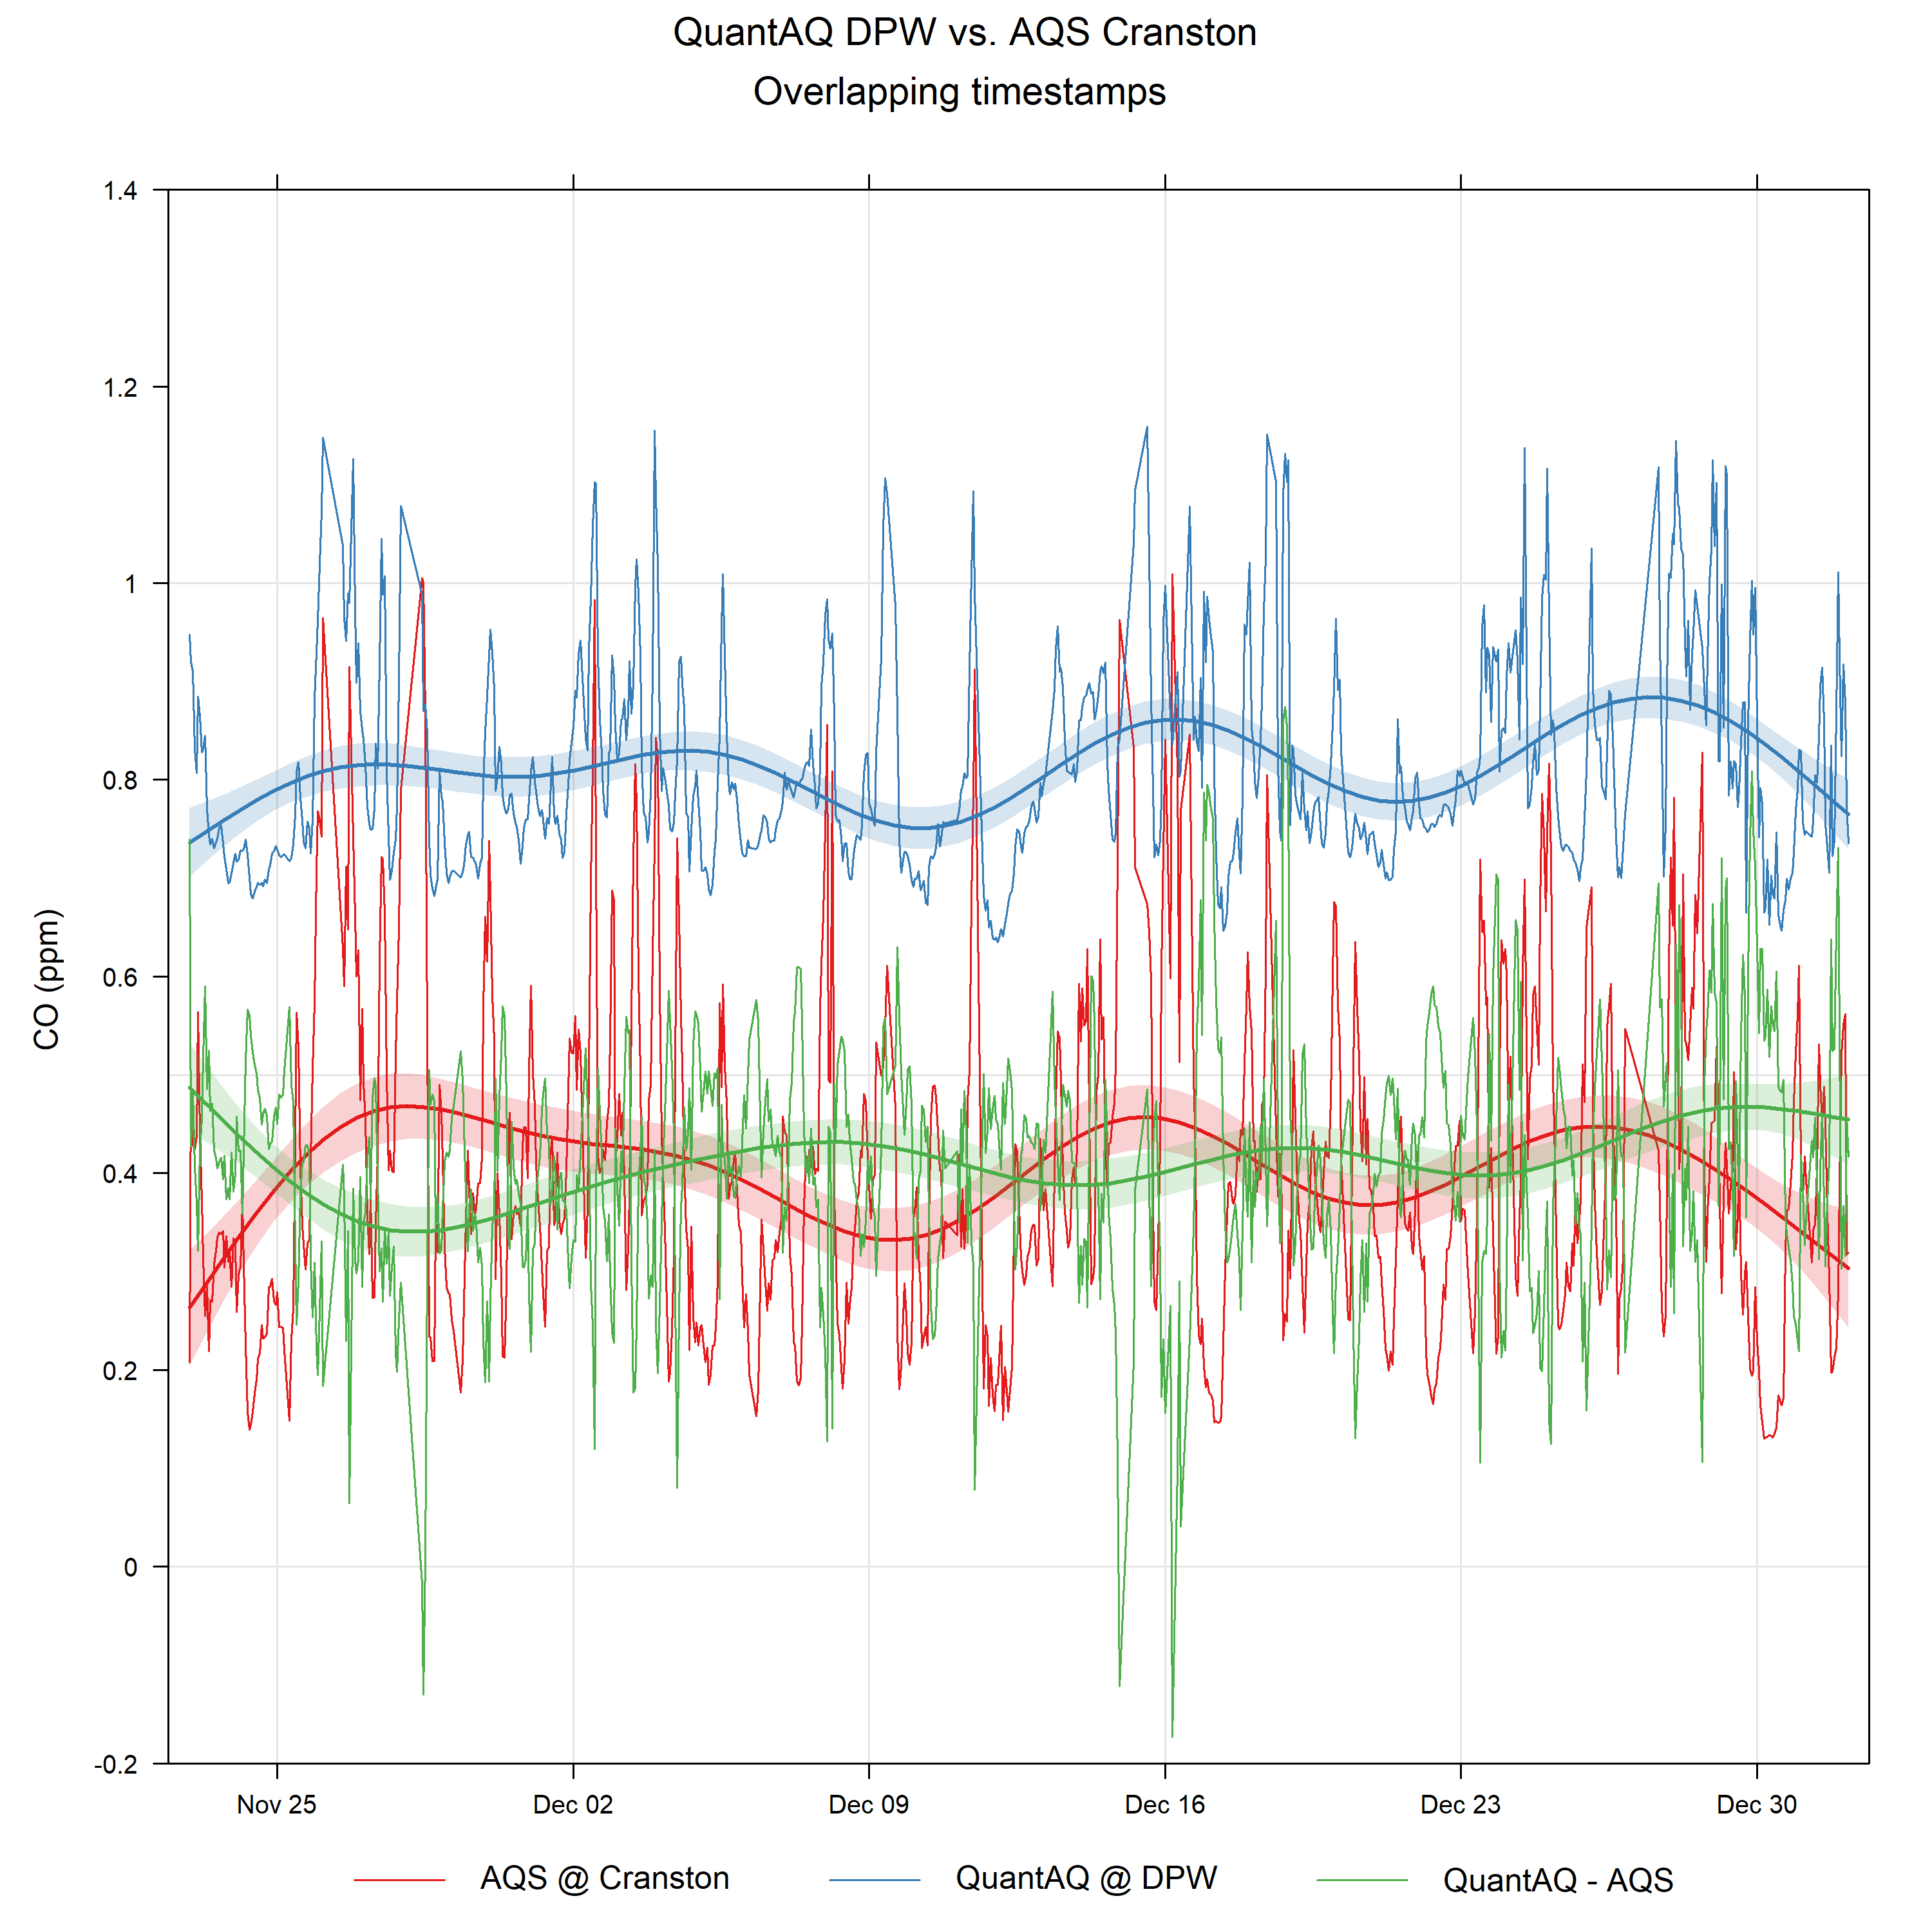 QuantAQ DPW vs. AQS Cranston
Overlapping timestamps
1.4
1.2
1
0.8
0.6
0.4
0.2
0
-0.2
CO (ppm)
Nov 25 Dec 02 Dec 09 Dec 16 Dec 23 Dec 30
AQS @ Cranston QuantAQ @ DPW QuantAQ - AQS